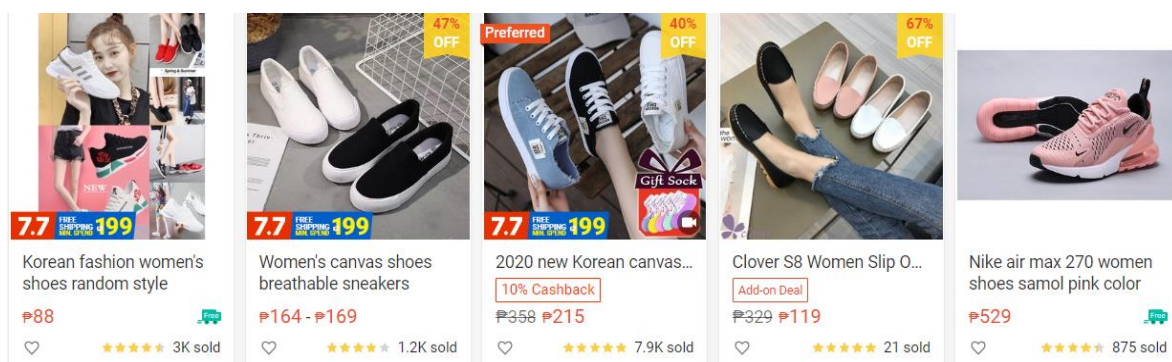 Spring & Summer
NEW
7.7 FREE SHIPPING MIN. SPEND ₱199
Korean fashion women's
shoes random style
₱88
Free
3K sold
47%
OFF
7.7 FREE SHIPPING MIN. SPEND ₱199
Women's canvas shoes
breathable sneakers
₱164 - ₱169
1.2K sold
Preferred
40%
OFF
Gift Sock
7.7 FREE SHIPPING MIN. SPEND ₱199
2020 new Korean canvas...
10% Cashback
₱358 ₱215
7.9K sold
67%
OFF
Clover S8 Women Slip O...
Add-on Deal
₱329 ₱119
21 sold
Nike air max 270 women
shoes samol pink color
₱529
Free
875 sold